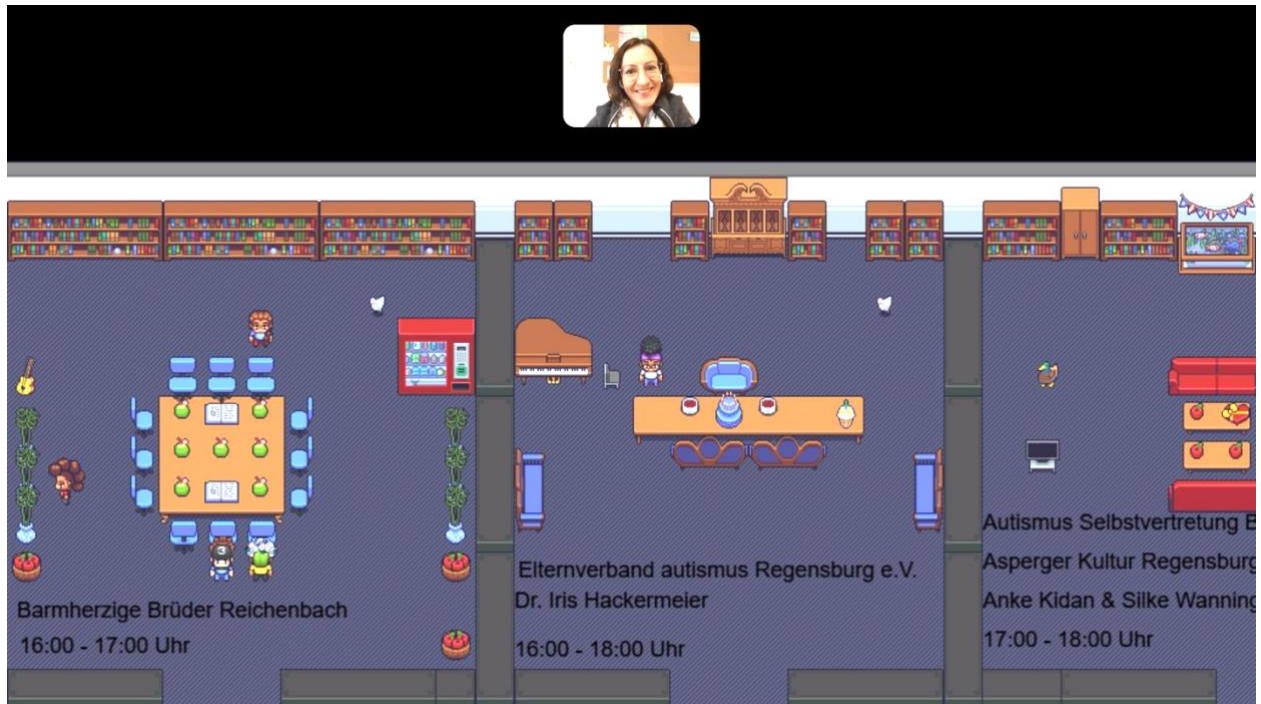 Barmherzige Brüder Reichenbach
16:00 - 17:00 Uhr
Elternverband autismus Regensburg e.V.
Dr. Iris Hackermeier
16:00 - 18:00 Uhr
Autismus Selbstvertretung
Asperger Kultur Regensburg
Anke Kidan & Silke Wanning
17:00 - 18:00 Uhr